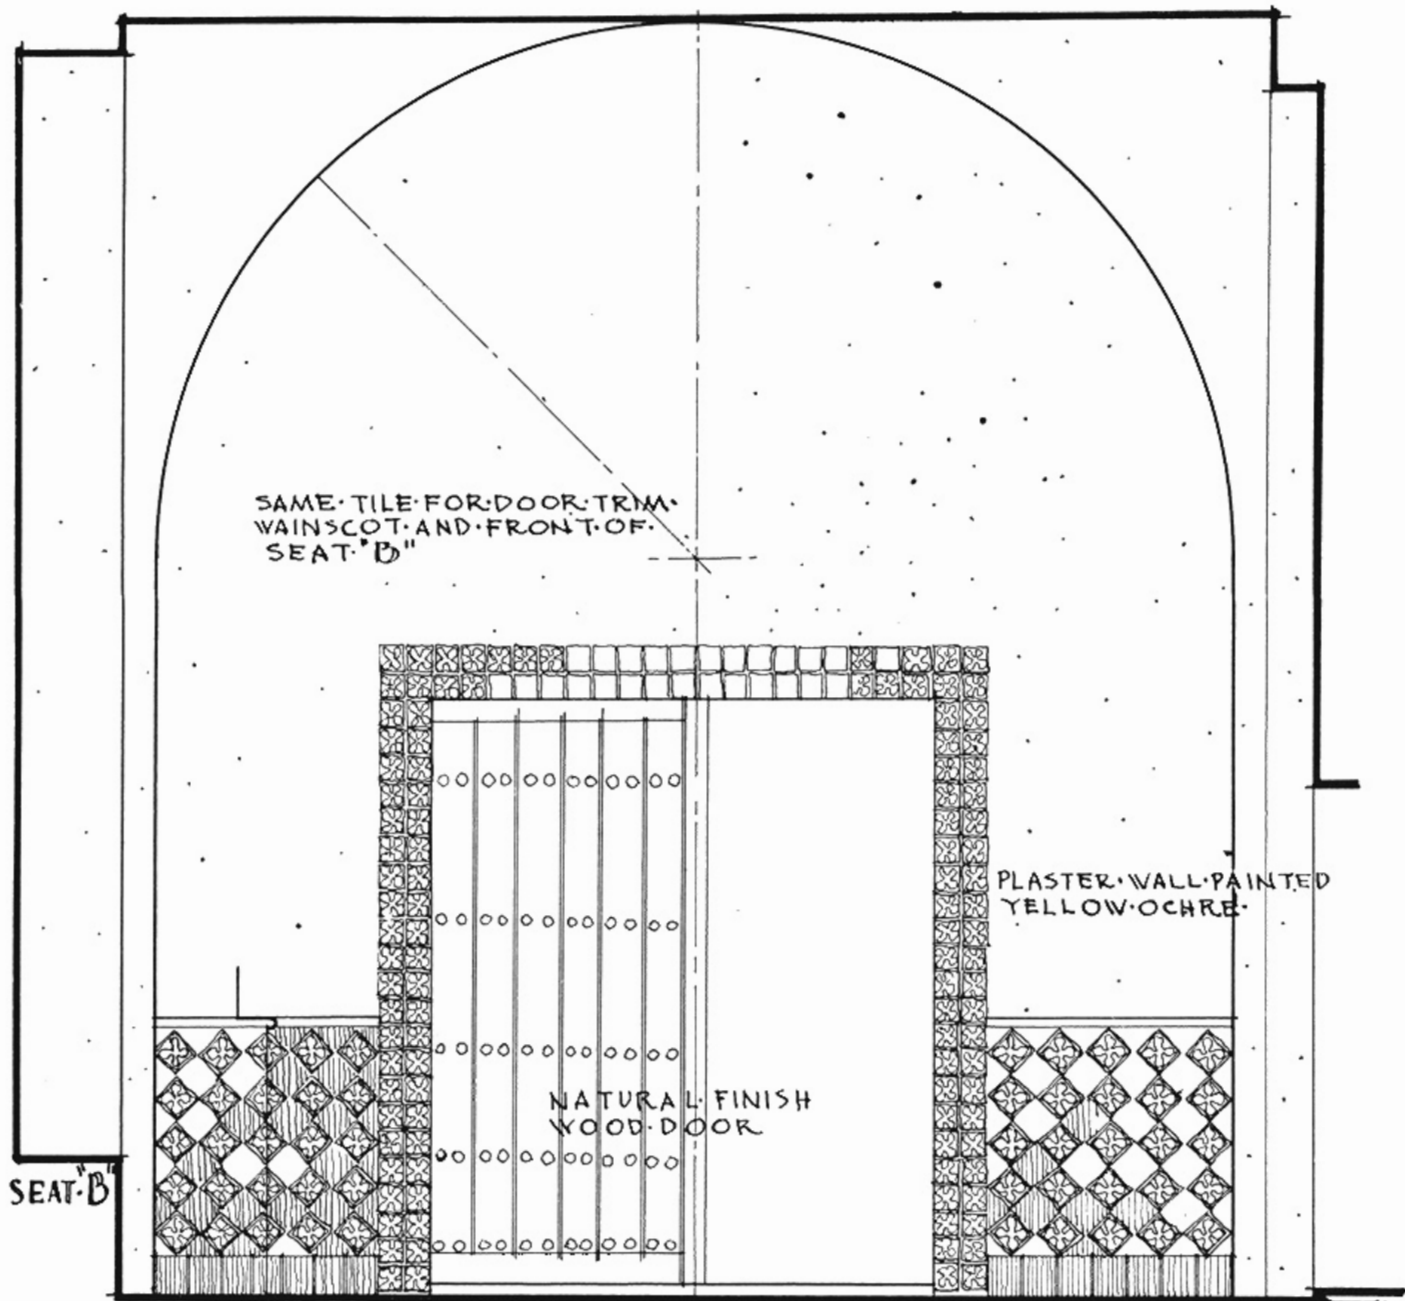 SAME·TILE·FOR·DOOR·TRIM·
WAINSCOT·AND·FRONT·OF·
SEAT·"B"
PLASTER·WALL·PAINTED
YELLOW·OCHRE·
NATURAL·FINISH
WOOD·DOOR
SEAT·"B"